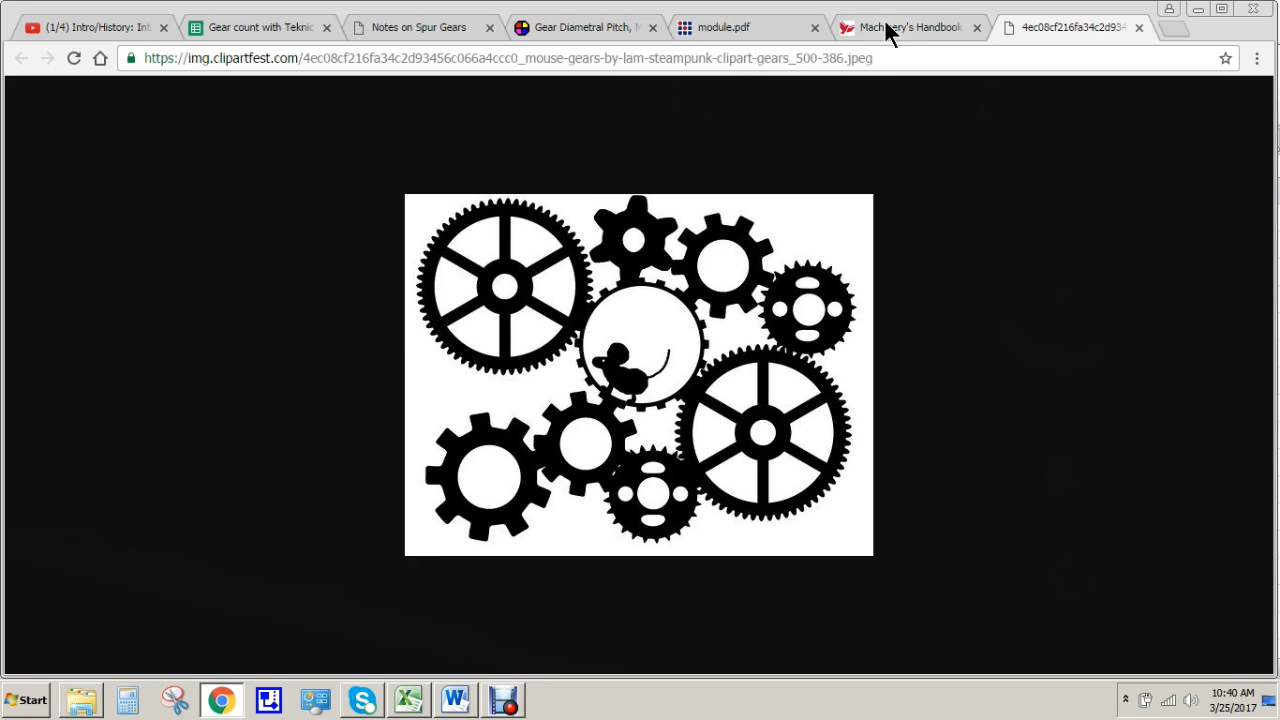 (1/4) Intro/History: Int
Gear count with Teknic
Notes on Spur Gears
Gear Diametral Pitch, M
module.pdf
Machinery's Handbook
4ec08cf216fa34c2d934
https://img.clipartfest.com/4ec08cf216fa34c2d93456c066a4ccc0_mouse-gears-by-lam-steampunk-clipart-gears_500-386.jpeg
Start
10:40 AM
3/25/2017